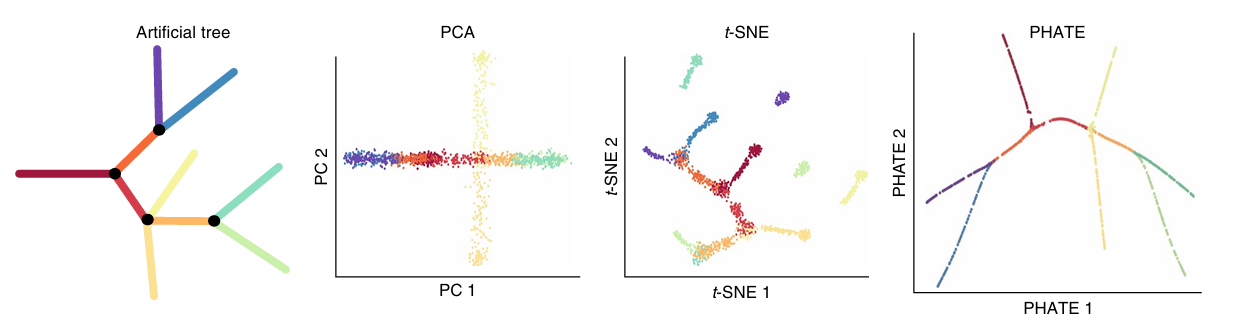 Artificial tree
PCA
PC 2
PC 1
t-SNE
t-SNE 2
t-SNE 1
PHATE
PHATE 2
PHATE 1